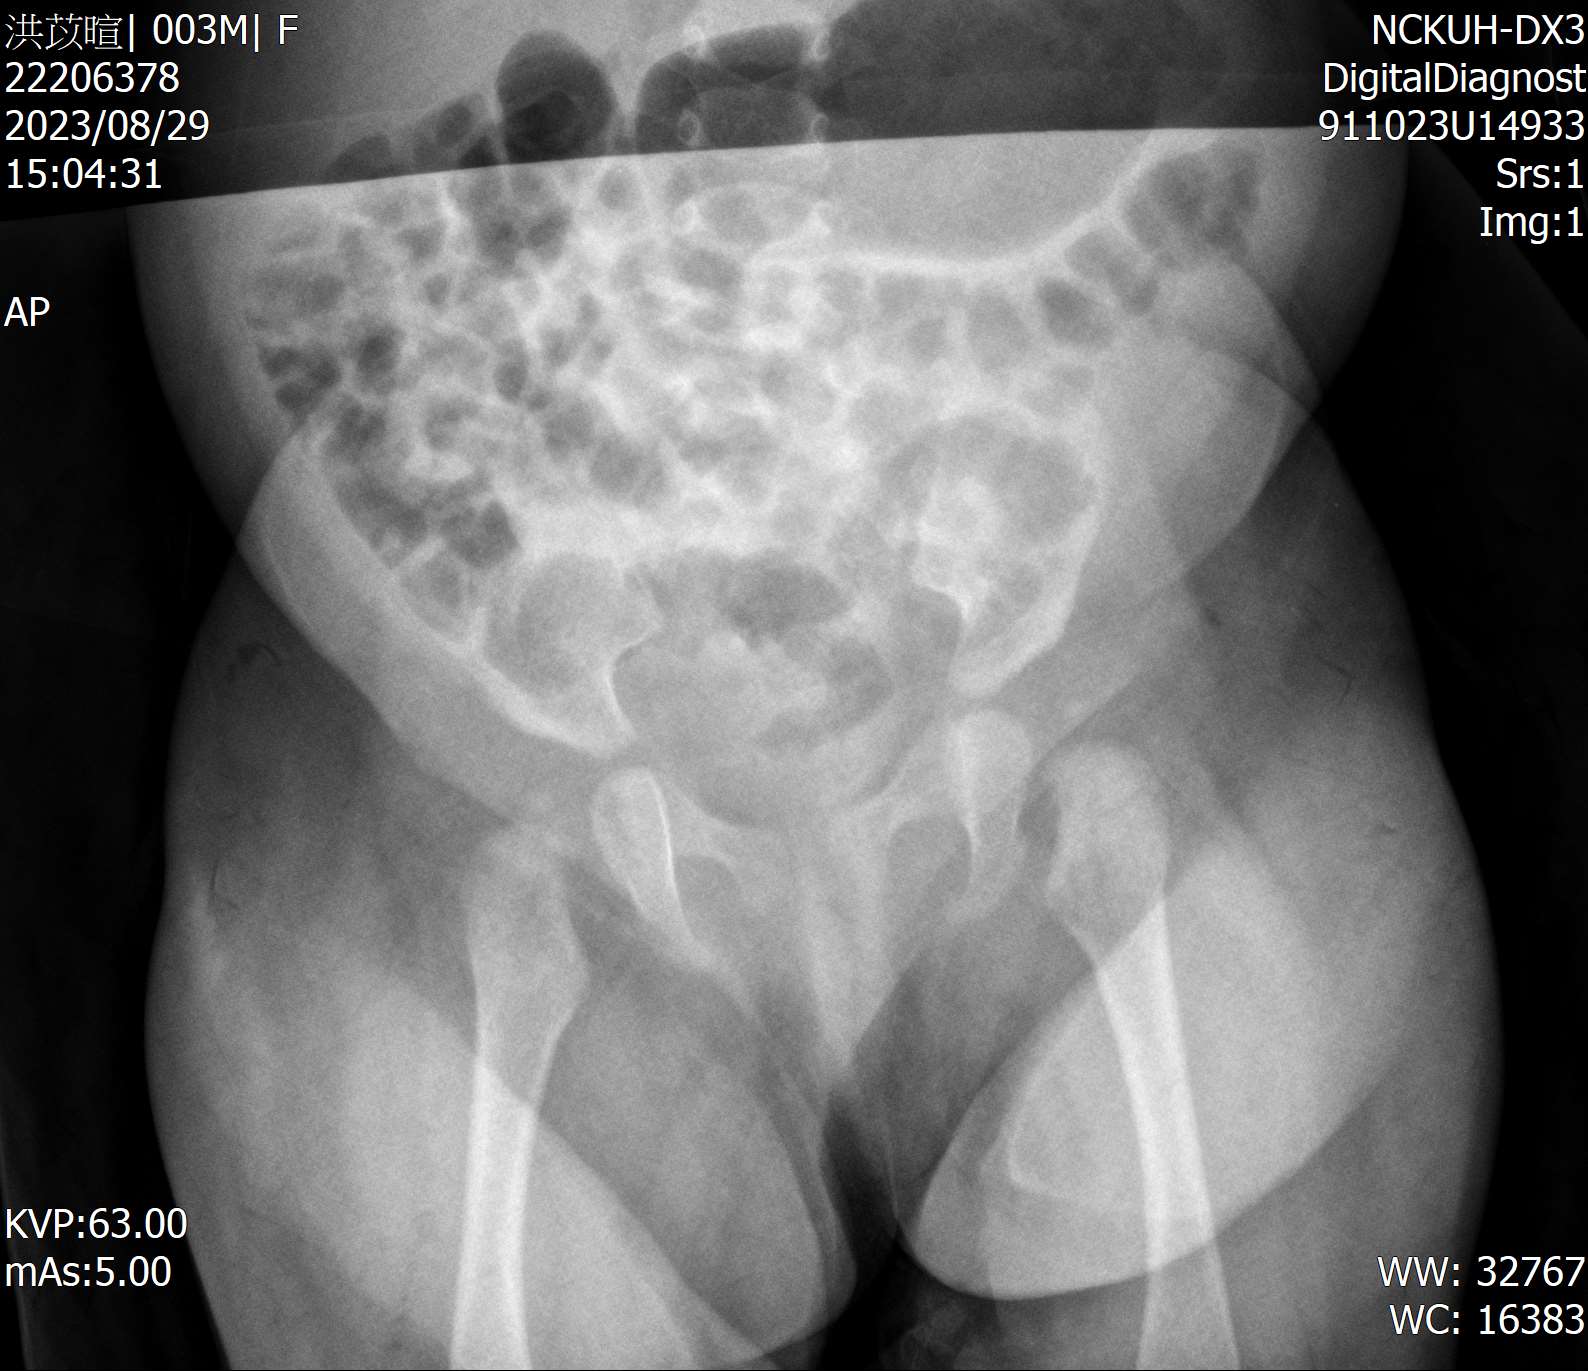 洪苡暄| 003M| F
22206378
2023/08/29
15:04:31
AP
NCKUH-DX3
DigitalDiagnost
911023U14933
Srs:1
Img:1
KVP:63.00
mAs:5.00
WW: 32767
WC: 16383